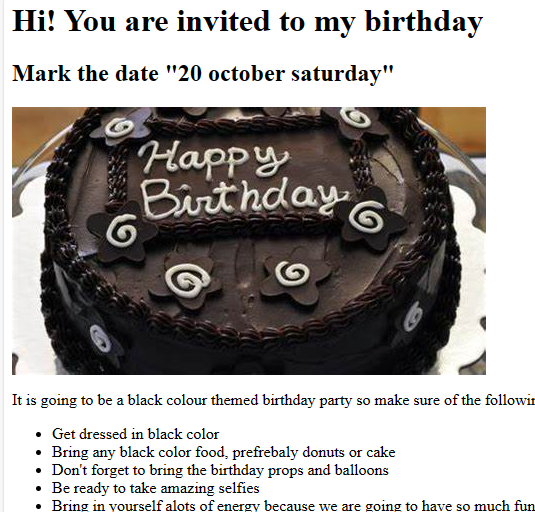 Hi! You are invited to my birthday
Mark the date "20 october saturday"
Happy
Birthday
It is going to be a black colour themed birthday party so make sure of the
Get dressed in black color
Bring any black color food, prefrebaly donuts or cake
Don't forget to bring the birthday props and balloons
Be ready to take amazing selfies
Bring in yourself alots of energy because we are going to have so much fun